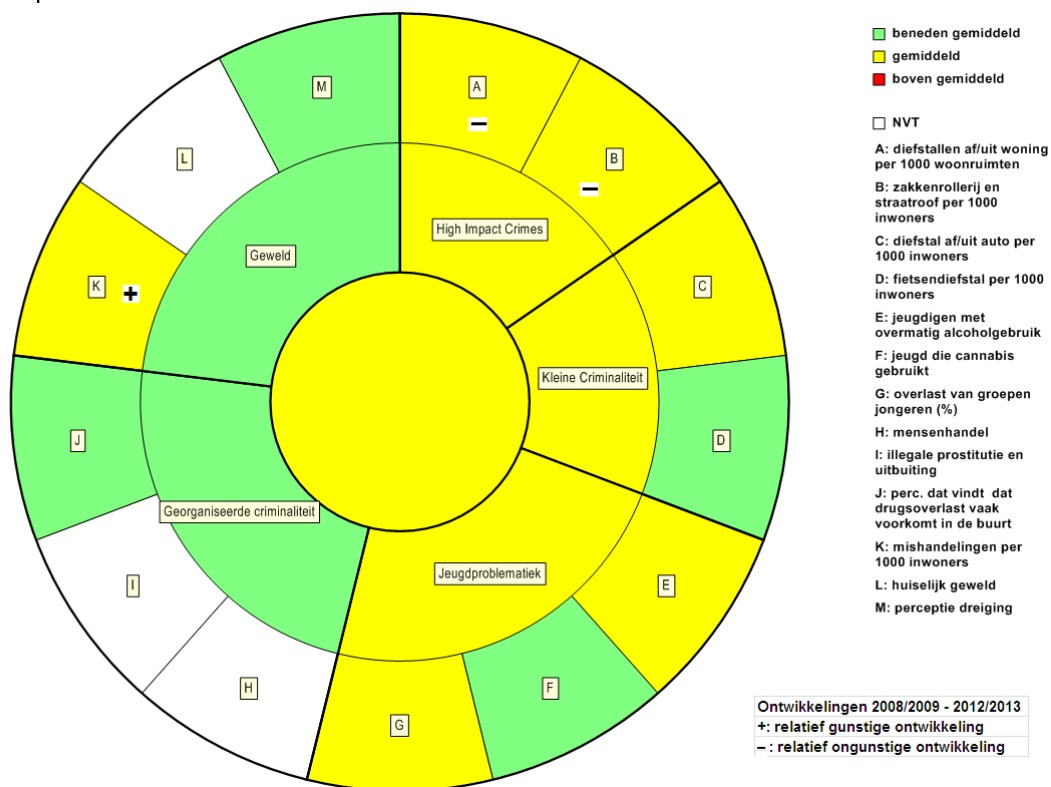 beneden gemiddeld
gemiddeld
boven gemiddeld
NVT
A: diefstallen af/uit woning
per 1000 woonruimten
B: zakkenrollerij en
straatroof per 1000
inwoners
C: diefstal af/uit auto per
1000 inwoners
D: fietsendiefstal per 1000
inwoners
E: jeugdigen met
overmatig alcoholgebruik
F: jeugd die cannabis
gebruikt
G: overlast van groepen
jongeren (%)
H: mensenhandel
I: illegale prostitutie en
uitbuiting
J: perc. dat vindt dat
drugsoverlast vaak
voorkomt in de buurt
K: mishandelingen per
1000 inwoners
L: huiselijk geweld
M: perceptie dreiging
M
A
–
L
B
–
High Impact Crimes
Geweld
K
+
C
Kleine Criminaliteit
J
D
Georganiseerde criminaliteit
Jeugdproblematiek
I
E
H
F
G
Ontwikkelingen 2008/2009 - 2012/2013
+: relatief gunstige ontwikkeling
– : relatief ongunstige ontwikkeling